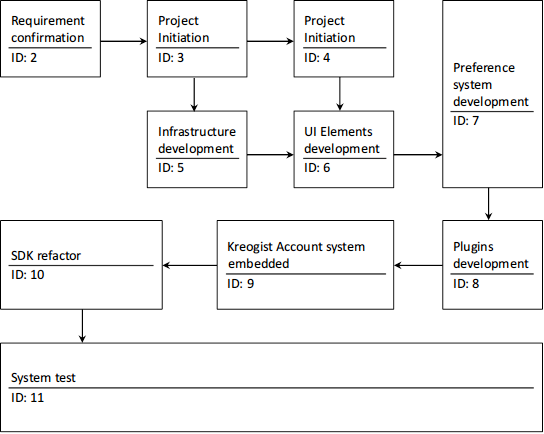 Requirement
confirmation
ID: 2
Project
Initiation
ID: 3
Project
Initiation
ID: 4
Preference
system
development
ID: 7
Infrastructure
development
ID: 5
UI Elements
development
ID: 6
SDK refactor
ID: 10
Kreogist Account system
embedded
ID: 9
Plugins
development
ID: 8
System test
ID: 11